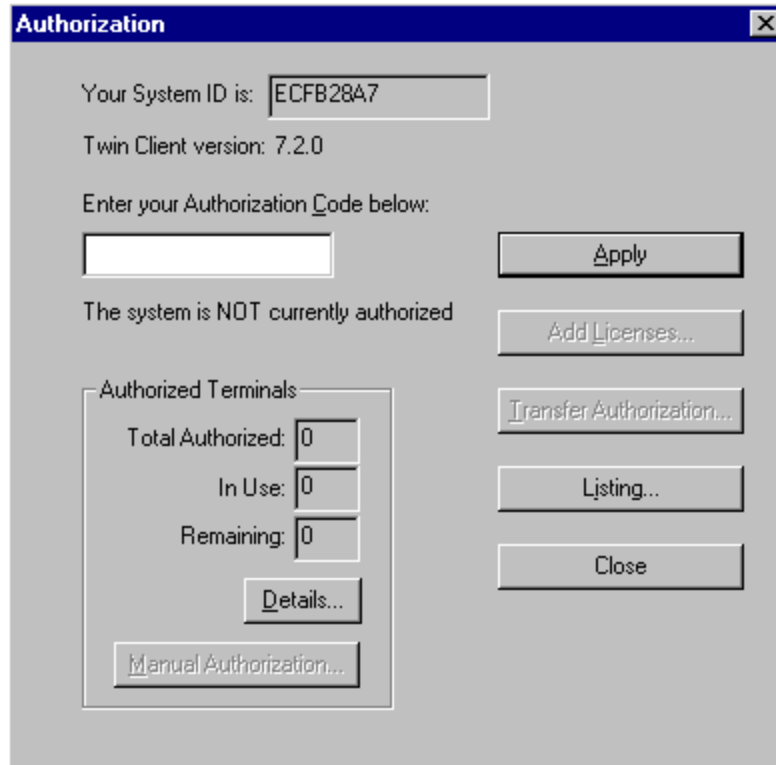 Authorization
Your System ID is: ECFB28A7
Twin Client version: 7.2.0
Enter your Authorization Code below:
Apply
The system is NOT currently authorized
Add Licenses...
Authorized Terminals
Transfer Authorization...
Total Authorized: 0
In Use: 0
Listing...
Remaining: 0
Close
Details...
Manual Authorization...